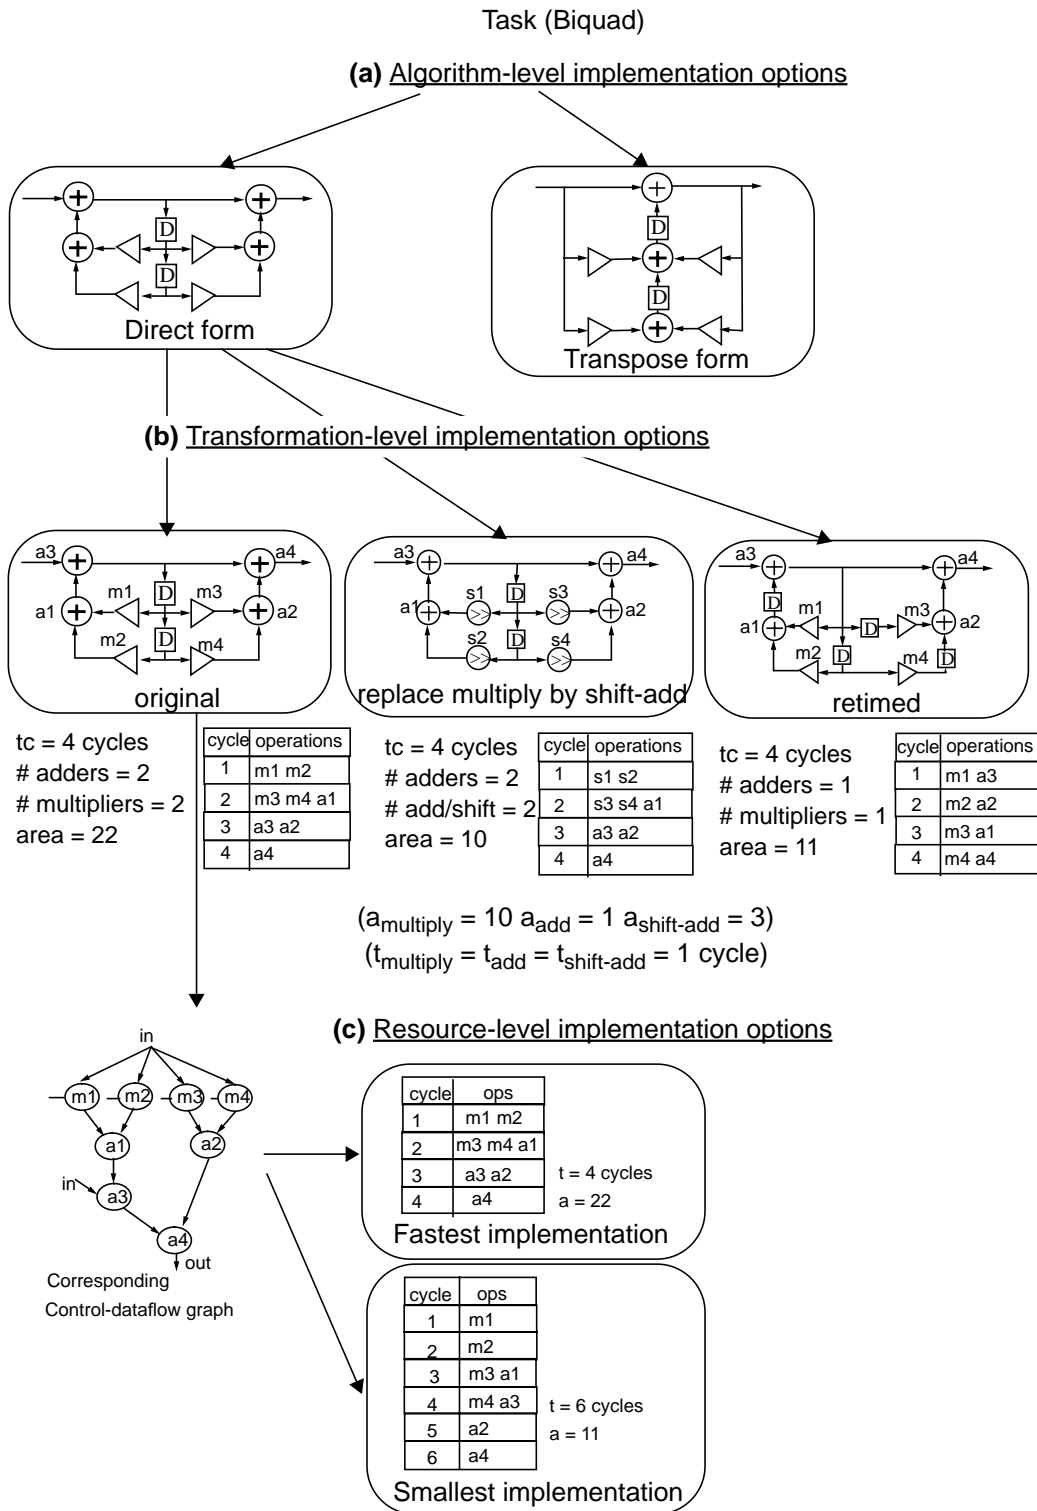 Task (Biquad)
(a) Algorithm-level implementation options
D
D
Direct form
D
D
Transpose form
(b) Transformation-level implementation options
a3
a4
m1
D
m3
a1
a2
m2
D
m4
original
a3
a4
s1
D
s3
a1
>>
>>
a2
s2
D
s4
>>
>>
replace multiply by shift-add
a3
a4
D
m1
m3
a1
D
a2
m2
D
m4
D
retimed
tc = 4 cycles
# adders = 2
# multipliers = 2
area = 22
cycle operations
1 m1 m2
2 m3 m4 a1
3 a3 a2
4 a4
tc = 4 cycles
# adders = 2
# add/shift = 2
area = 10
cycle operations
1 s1 s2
2 s3 s4 a1
3 a3 a2
4 a4
tc = 4 cycles
# adders = 1
# multipliers = 1
area = 11
cycle operations
1 m1 a3
2 m2 a2
3 m3 a1
4 m4 a4
(a multiply = 10 a add = 1 a shift-add = 3)
(t multiply = t add = t shift-add = 1 cycle)
(c) Resource-level implementation options
in
m1 m2 m3 m4
a1 a2
in
a3
a4
out
Corresponding
Control-dataflow graph
cycle ops
1 m1 m2
2 m3 m4 a1
3 a3 a2
4 a4
t = 4 cycles
a = 22
Fastest implementation
cycle ops
1 m1
2 m2
3 m3 a1
4 m4 a3
5 a2
6 a4
t = 6 cycles
a = 11
Smallest implementation